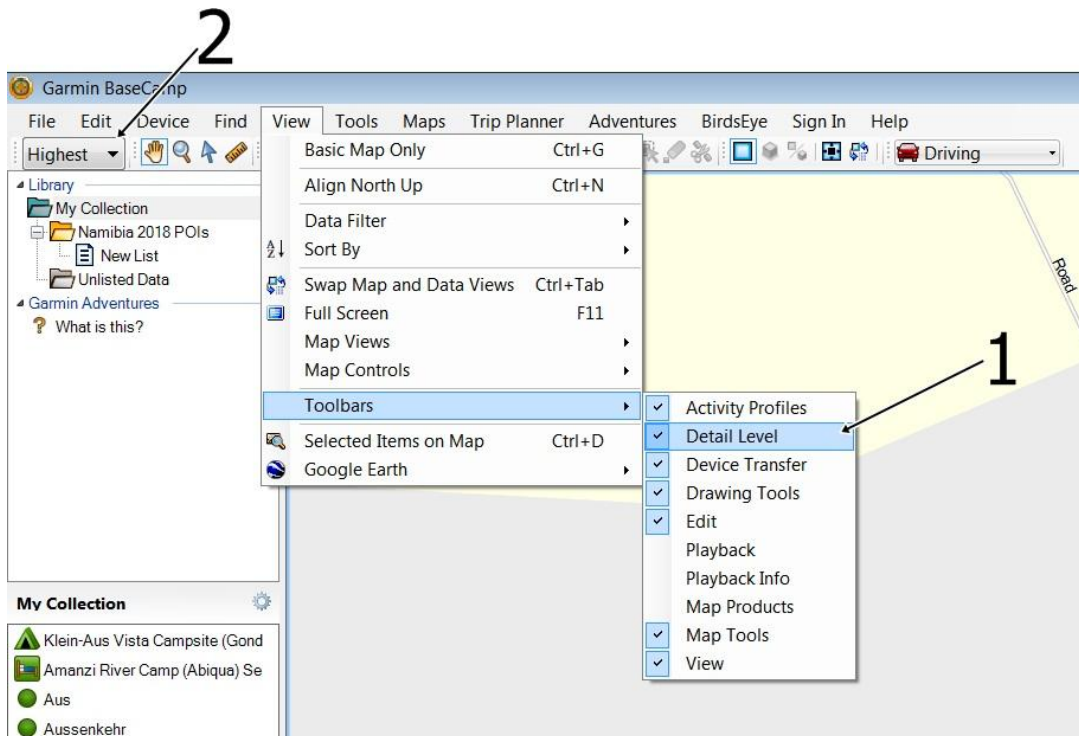 2
Garmin BaseCamp
File Edit Device Find View Tools Maps Trip Planner Adventures BirdsEye Sign In Help
Highest Driving
Basic Map Only Ctrl+G
Align North Up Ctrl+N
Data Filter
Sort By
Swap Map and Data Views Ctrl+Tab
Full Screen F11
Map Views
Map Controls
Toolbars
Selected Items on Map Ctrl+D
Google Earth
Library
My Collection
Namibia 2018 POIs
New List
Unlisted Data
Garmin Adventures
? What is this?
Road
1
Activity Profiles
Detail Level
Device Transfer
Drawing Tools
Edit
Playback
Playback Info
Map Products
Map Tools
View
My Collection
Klein-Aus Vista Campsite (Gond
Amanzi River Camp (Abiqua) Se
Aus
Aussenkehr